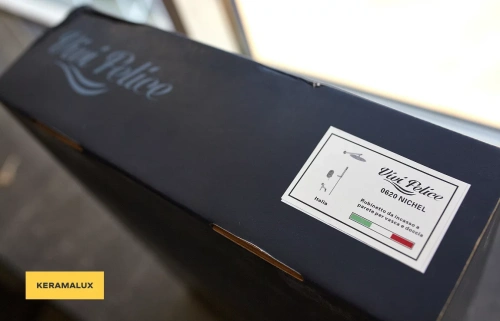 Vivi Felice
Vivi Felice
0620 NICHEL
Rubinetto da incasso a
parete per vasca e doccia
Italia
KERAMALUX